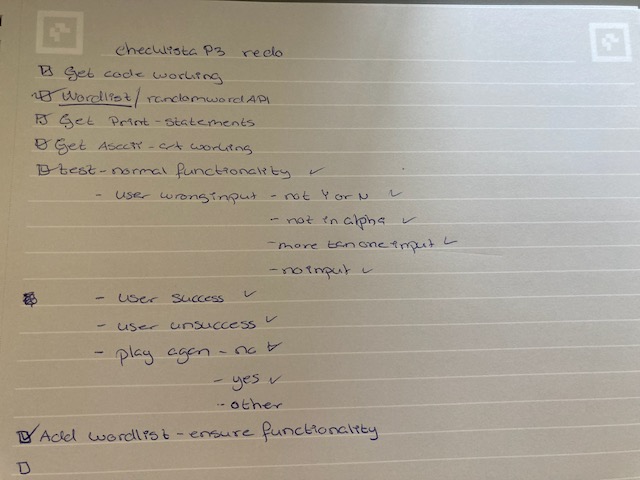 Checklista P3 redo
Get code working
Wordlist / randomword API
Get Print-statements
Get Ascii-art working
test - normal functionality ✓
- user wronginput - not Y or N ✓
- not in alpha ✓
- more tan one input ✓
- no input ✓
- user success ✓
- user unsuccess ✓
- play agen - no ✓
- yes ✓
- other
Add wordlist - ensure functionality